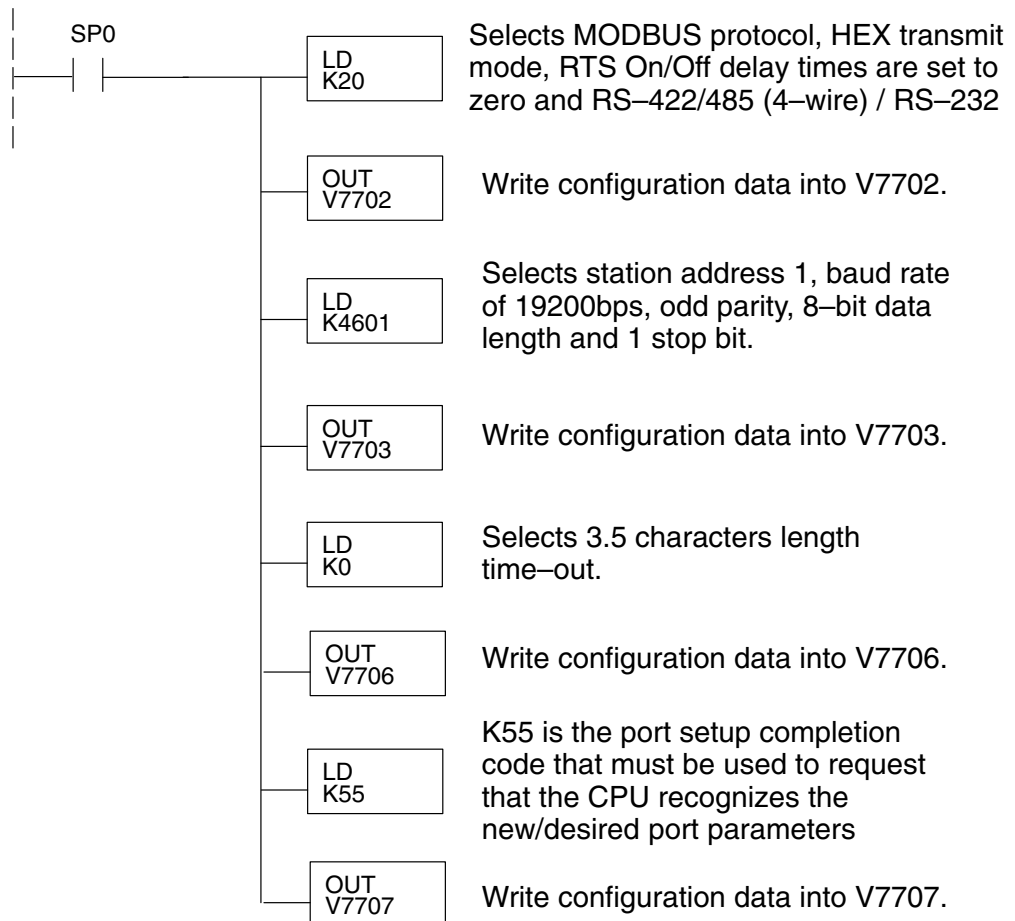 SP0
LD
K20
Selects MODBUS protocol, HEX transmit
mode, RTS On/Off delay times are set to
zero and RS–422/485 (4–wire) / RS–232
OUT
V7702
Write configuration data into V7702.
LD
K4601
Selects station address 1, baud rate
of 19200bps, odd parity, 8–bit data
length and 1 stop bit.
OUT
V7703
Write configuration data into V7703.
LD
K0
Selects 3.5 characters length
time–out.
OUT
V7706
Write configuration data into V7706.
LD
K55
K55 is the port setup completion
code that must be used to request
that the CPU recognizes the
new/desired port parameters
OUT
V7707
Write configuration data into V7707.